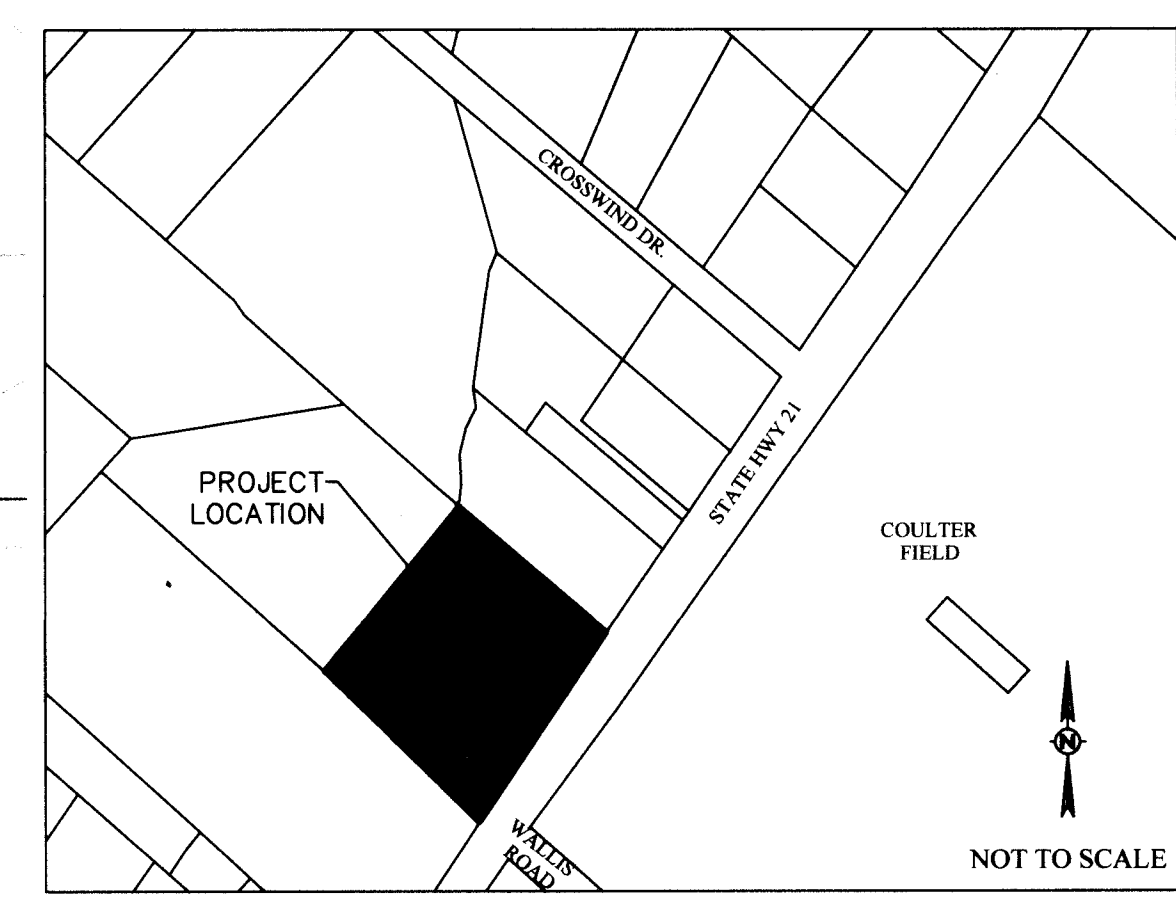 CROSSWIND DR.
STATE HWY 21
PROJECT
LOCATION
COULTER
FIELD
N
WALLIS
ROAD
NOT TO SCALE